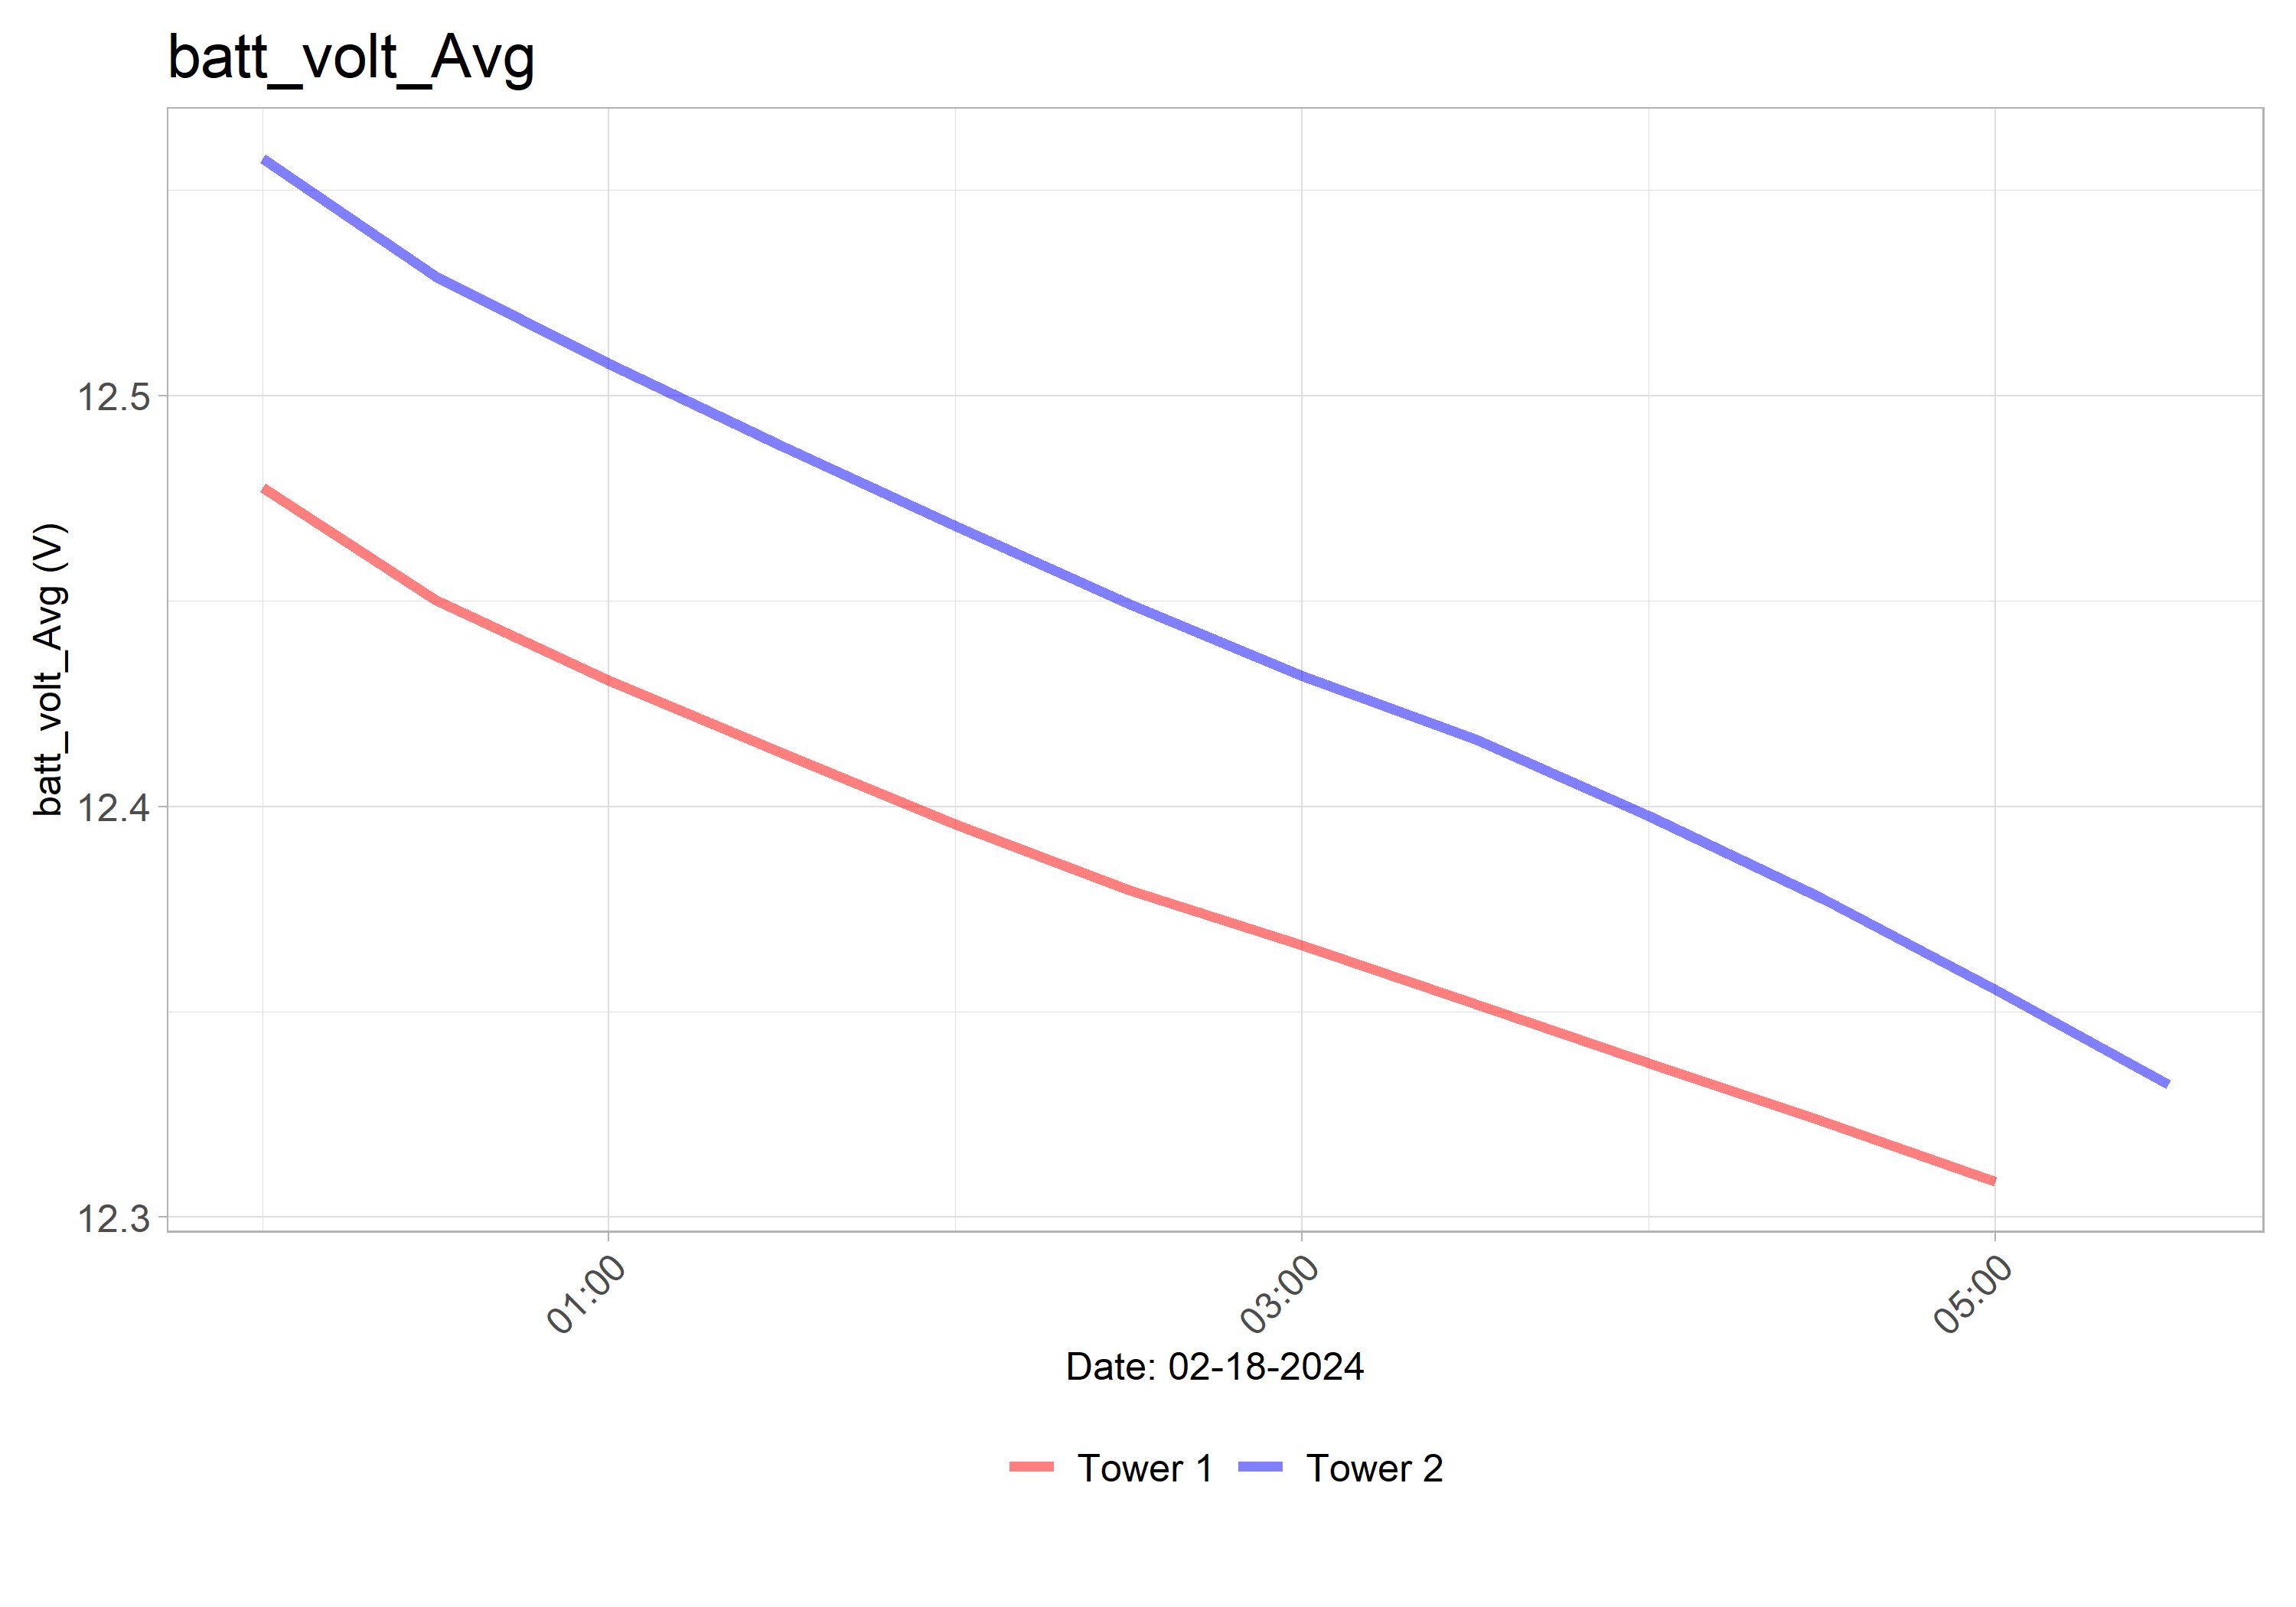 batt_volt_Avg
batt_volt_Avg (V)
12.5
12.4
12.3
01:00
03:00
05:00
Date: 02-18-2024
Tower 1
Tower 2